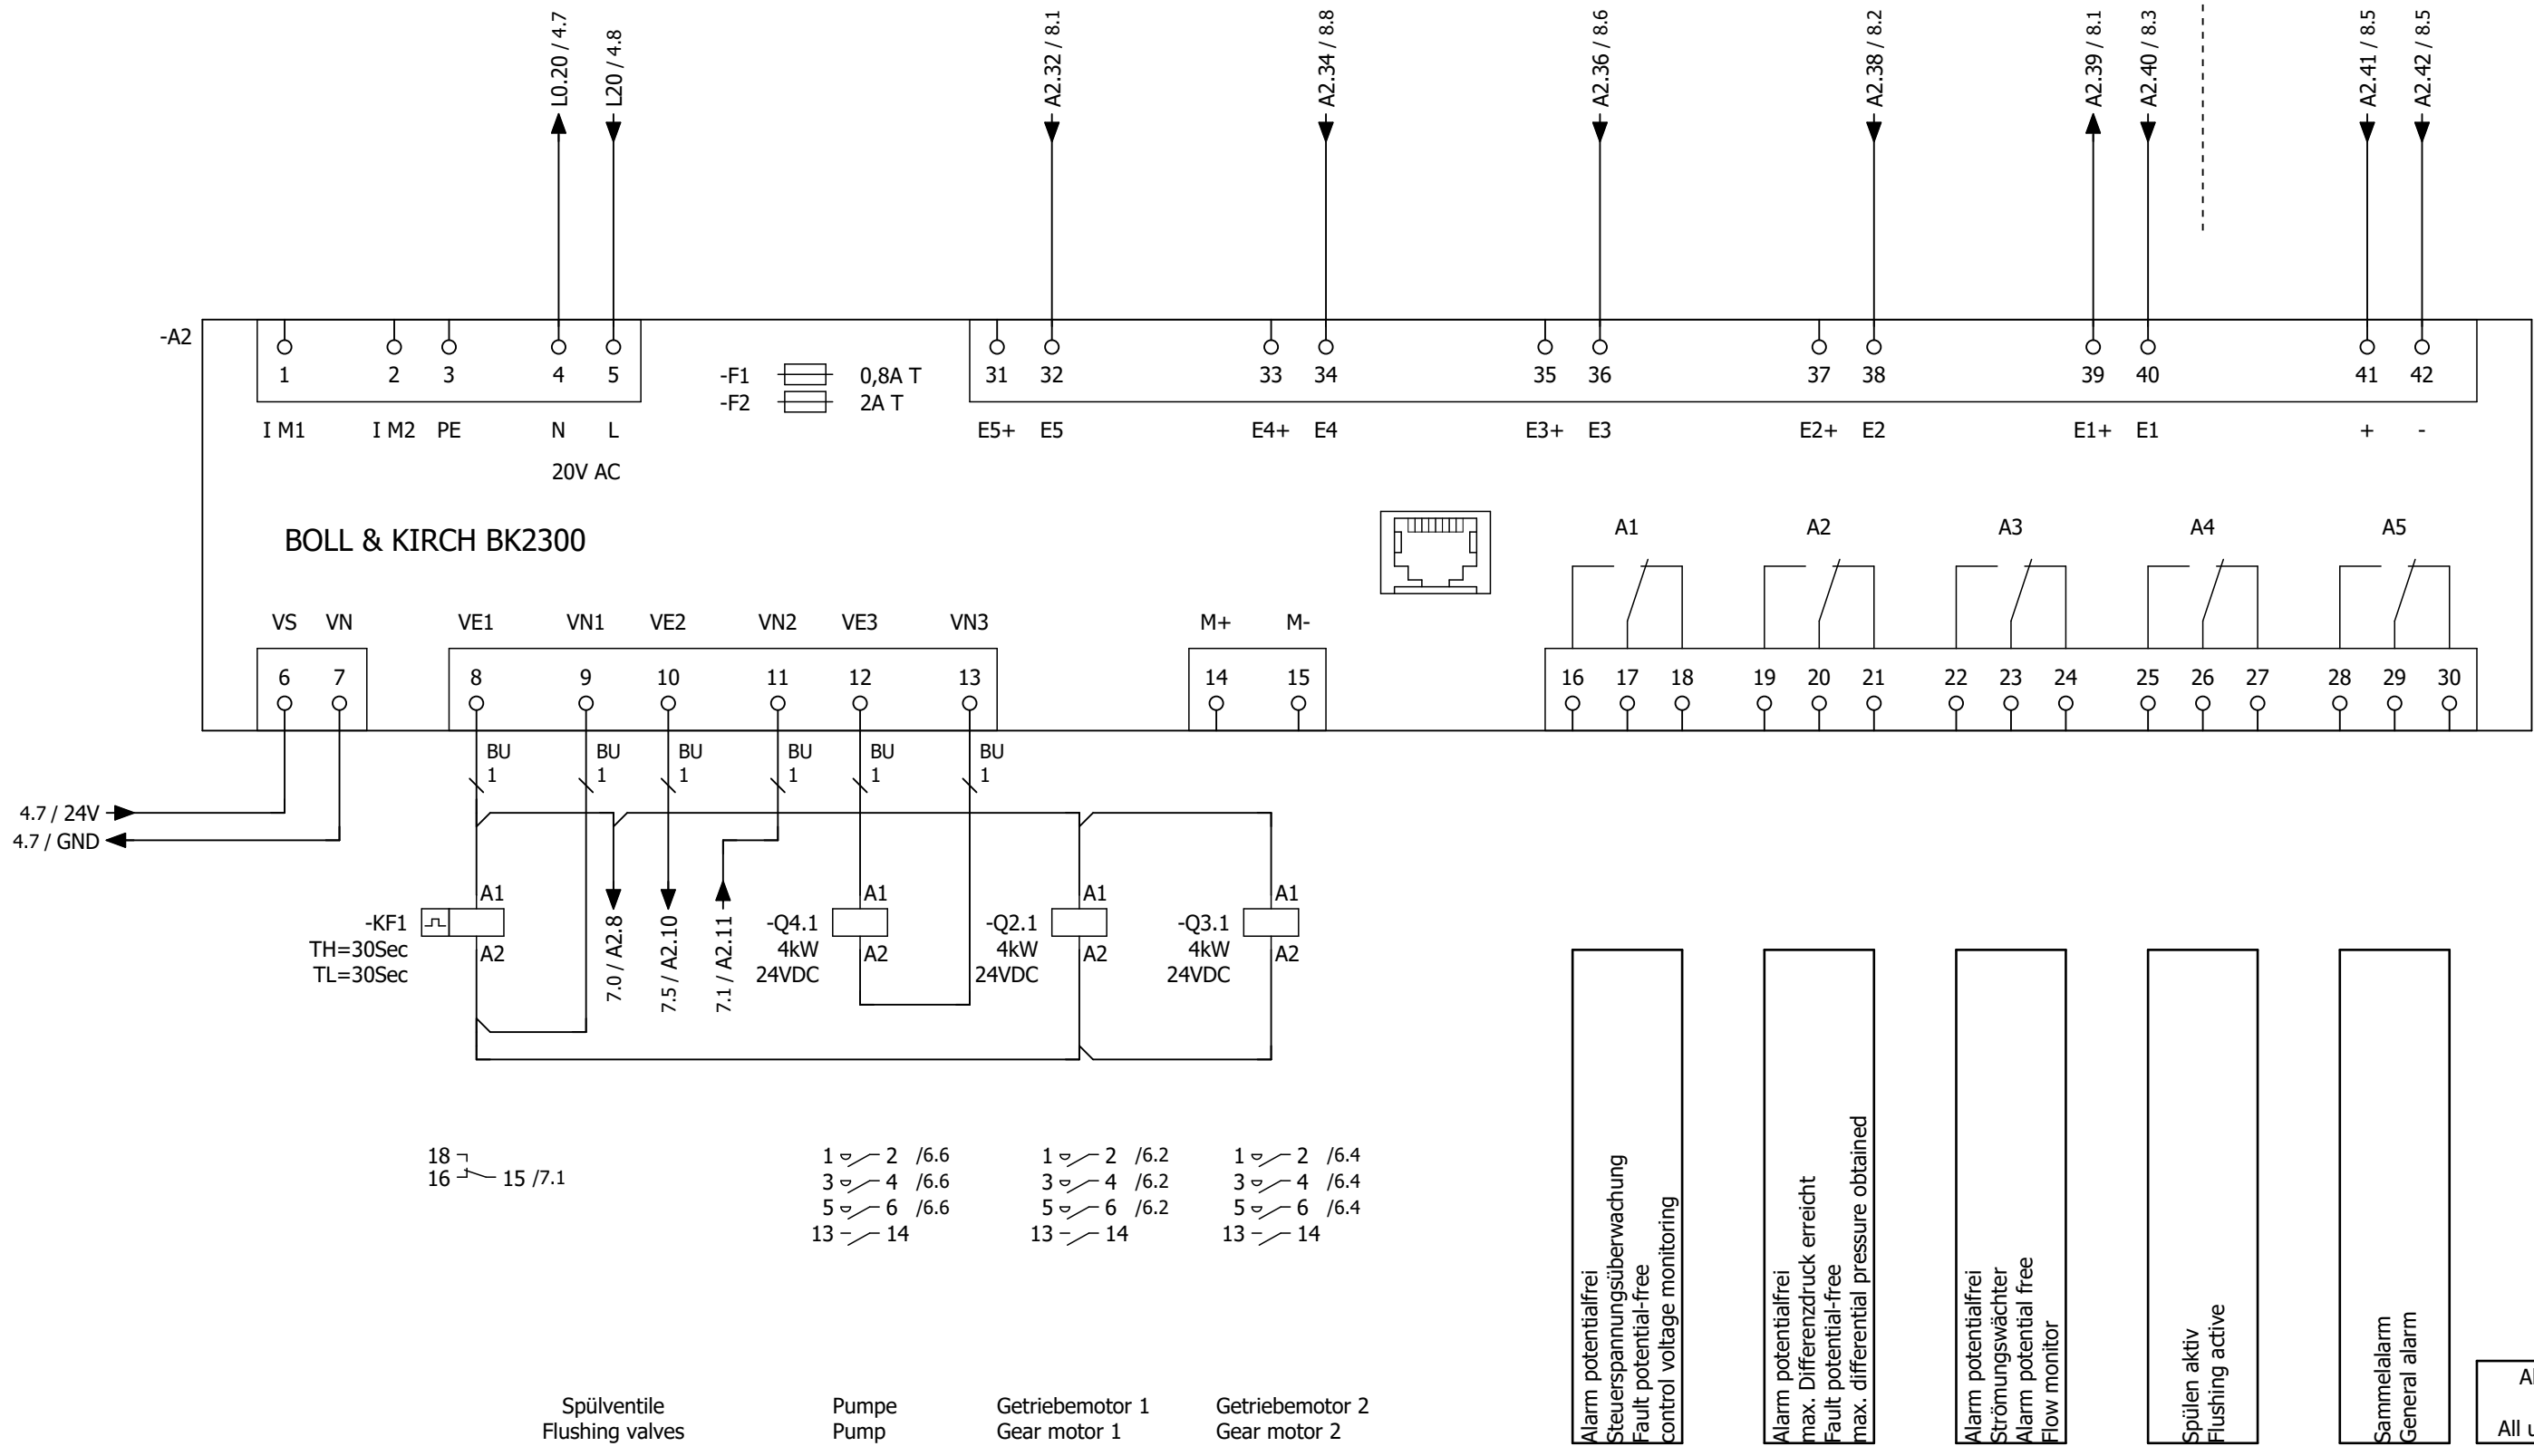 L0.20 / 4.7
L20 / 4.8
A2.32 / 8.1
A2.34 / 8.8
A2.36 / 8.6
A2.38 / 8.2
A2.39 / 8.1
A2.40 / 8.3
A2.41 / 8.5
A2.42 / 8.5
-A2
1 2 3 4 5
-F1 0,8A T
-F2 2A T
31 32 33 34 35 36 37 38 39 40 41 42
I M1 I M2 PE N L
E5+ E5 E4+ E4 E3+ E3 E2+ E2 E1+ E1 + -
20V AC
BOLL & KIRCH BK2300
A1 A2 A3 A4 A5
VS VN VE1 VN1 VE2 VN2 VE3 VN3 M+ M-
6 7 8 9 10 11 12 13 14 15 16 17 18 19 20 21 22 23 24 25 26 27 28 29 30
BU BU BU BU BU BU
1 1 1 1 1 1
4.7 / 24V
4.7 / GND
-KF1
TH=30Sec
TL=30Sec
A1
A2
7.0 / A2.8
7.5 / A2.10
7.1 / A2.11
-Q4.1
4kW
24VDC
A1
A2
-Q2.1
4kW
24VDC
A1
A2
-Q3.1
4kW
24VDC
A1
A2
18
16 15 /7.1
1 2 /6.6
3 4 /6.6
5 6 /6.6
13 14
1 2 /6.2
3 4 /6.2
5 6 /6.2
13 14
1 2 /6.4
3 4 /6.4
5 6 /6.4
13 14
Spülventile
Flushing valves
Pumpe
Pump
Getriebemotor 1
Gear motor 1
Getriebemotor 2
Gear motor 2
Alarm potentialfrei
Steuerspannungsüberwachung
Fault potential-free
control voltage monitoring
Alarm potentialfrei
max. Differenzdruck erreicht
Fault potential-free
max. differential pressure obtained
Alarm potentialfrei
Strömungswächter
Alarm potential free
Flow monitor
Spülen aktiv
Flushing active
Sammelalarm
General alarm
All